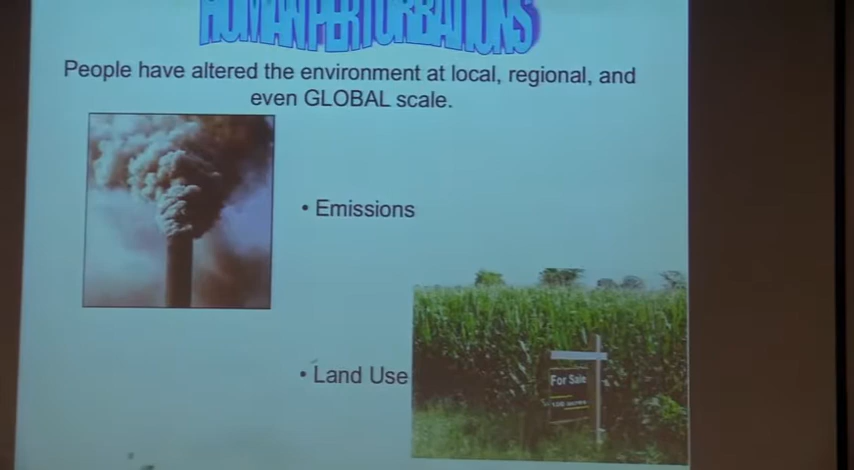 HUMAN PERTURBATIONS
People have altered the environment at local, regional, and
even GLOBAL scale.
• Emissions
• Land Use
For Sale